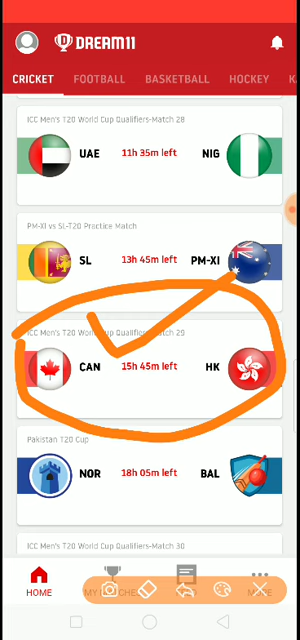 DREAM11
CRICKET FOOTBALL BASKETBALL HOCKEY
ICC Men's T20 World Cup Qualifiers-Match 28
UAE 11h 35m left NIG
PM-XI vs SL-T20 Practice Match
SL 13h 45m left PM-XI
ICC Men's T20 World Cup Qualifiers-Match 29
CAN 15h 45m left HK
Pakistan T20 Cup
NOR 18h 05m left BAL
ICC Men's T20 World Cup Qualifiers-Match 30
HOME MY